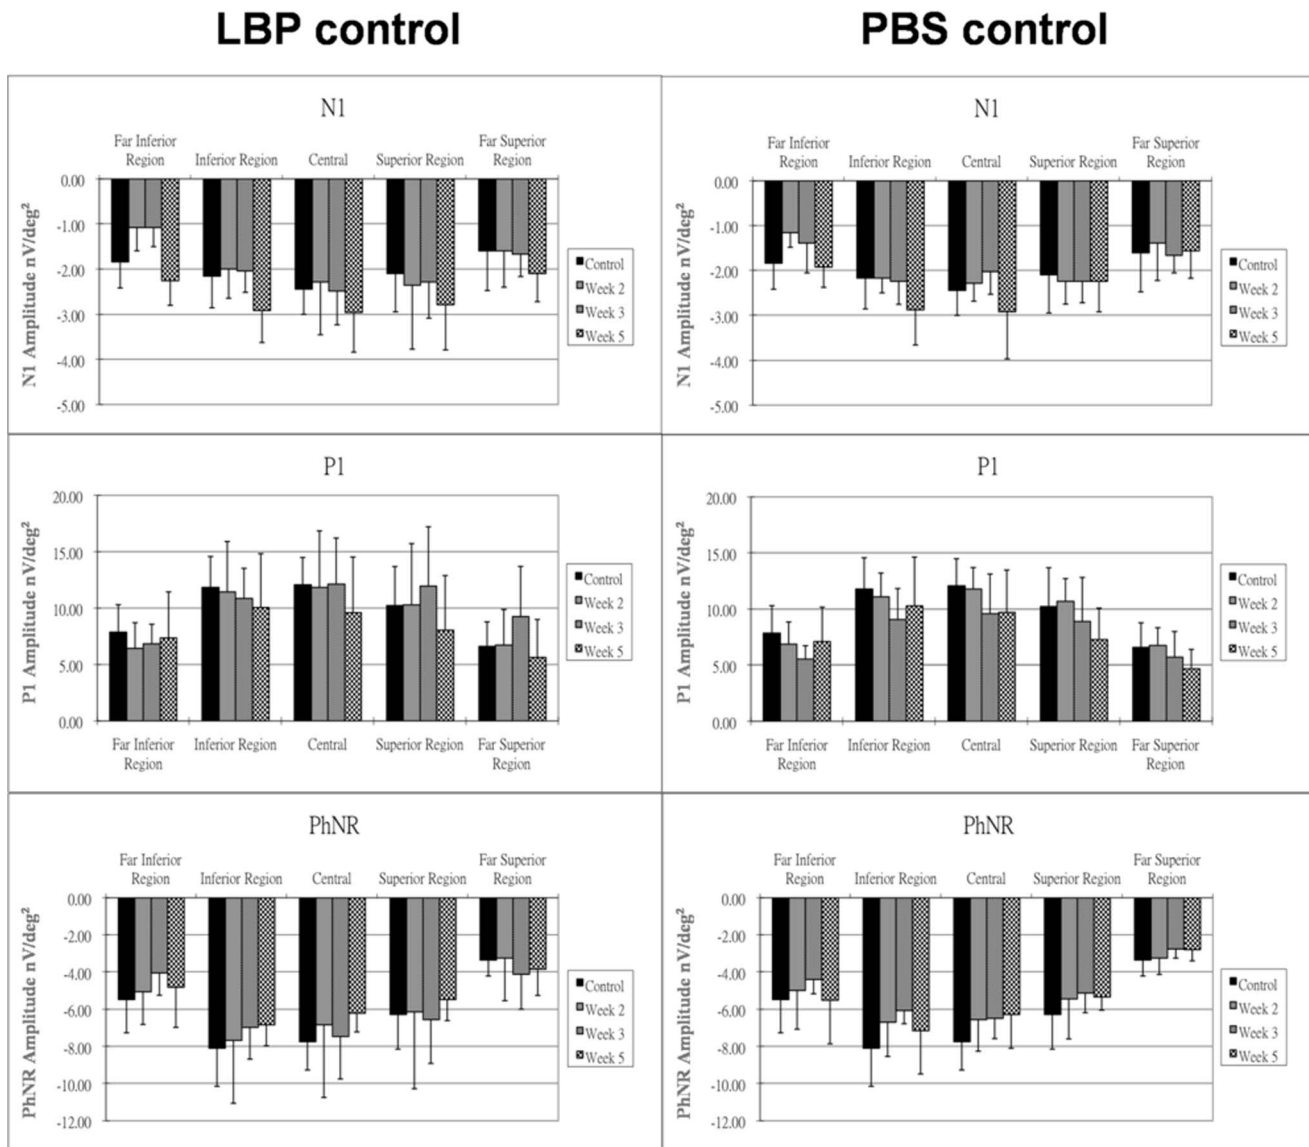 LBP control
PBS control
N1
Far Inferior
Region
Inferior Region
Central
Superior Region
Far Superior
Region
N1 Amplitude nV/deg²
0.00
-1.00
-2.00
-3.00
-4.00
-5.00
Control
Week 2
Week 3
Week 5
N1
Far Inferior
Region
Inferior Region
Central
Superior Region
Far Superior
Region
N1 Amplitude nV/deg²
0.00
-1.00
-2.00
-3.00
-4.00
-5.00
Control
Week 2
Week 3
Week 5
P1
P1 Amplitude nV/deg²
20.00
15.00
10.00
5.00
0.00
Far Inferior
Region
Inferior Region
Central
Superior Region
Far Superior
Region
Control
Week 2
Week 3
Week 5
P1
P1 Amplitude nV/deg²
20.00
15.00
10.00
5.00
0.00
Far Inferior
Region
Inferior Region
Central
Superior Region
Far Superior
Region
Control
Week 2
Week 3
Week 5
PhNR
Far Inferior
Region
Inferior Region
Central
Superior Region
Far Superior
Region
PhNR Amplitude nV/deg²
0.00
-2.00
-4.00
-6.00
-8.00
-10.00
-12.00
Control
Week 2
Week 3
Week 5
PhNR
Far Inferior
Region
Inferior Region
Central
Superior Region
Far Superior
Region
PhNR Amplitude nV/deg²
0.00
-2.00
-4.00
-6.00
-8.00
-10.00
-12.00
Control
Week 2
Week 3
Week 5